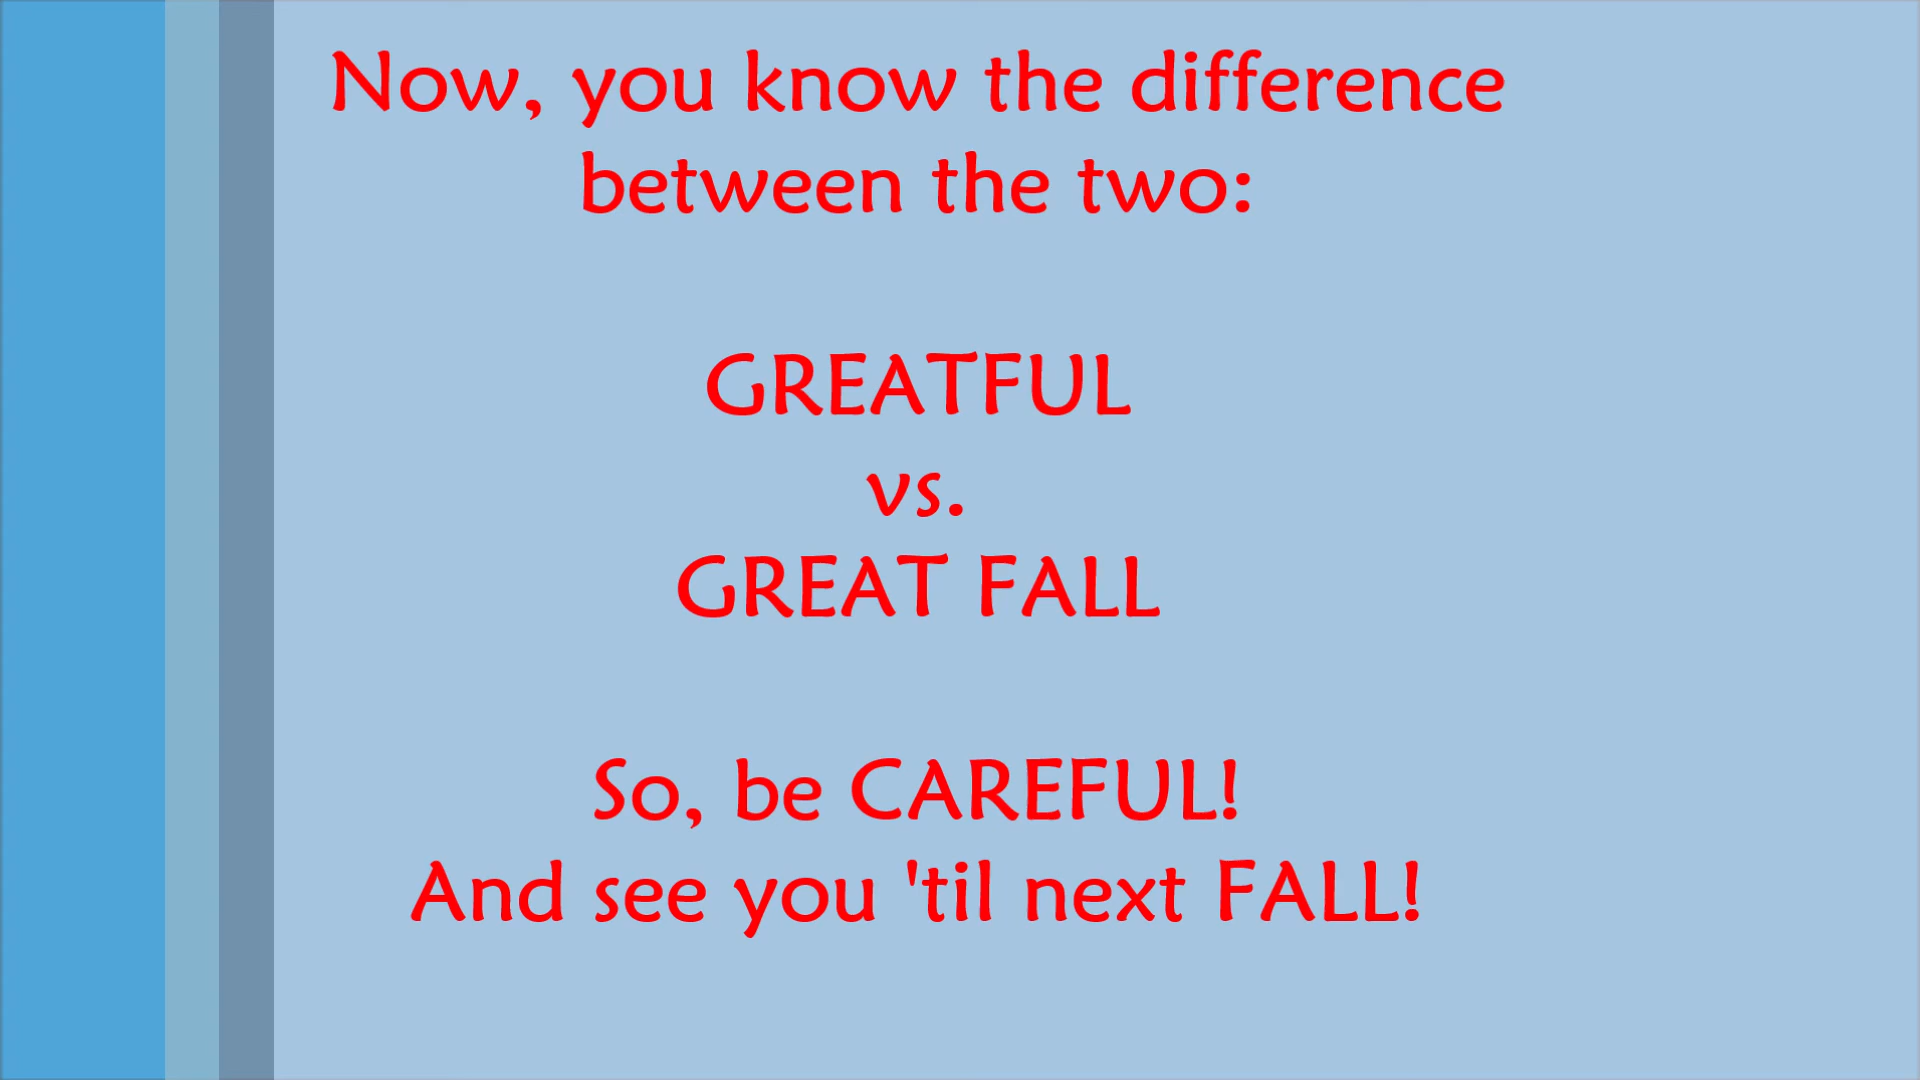 Now, you know the difference
between the two:
GREATFUL
vs.
GREAT FALL
So, be CAREFUL!
And see you 'til next FALL!